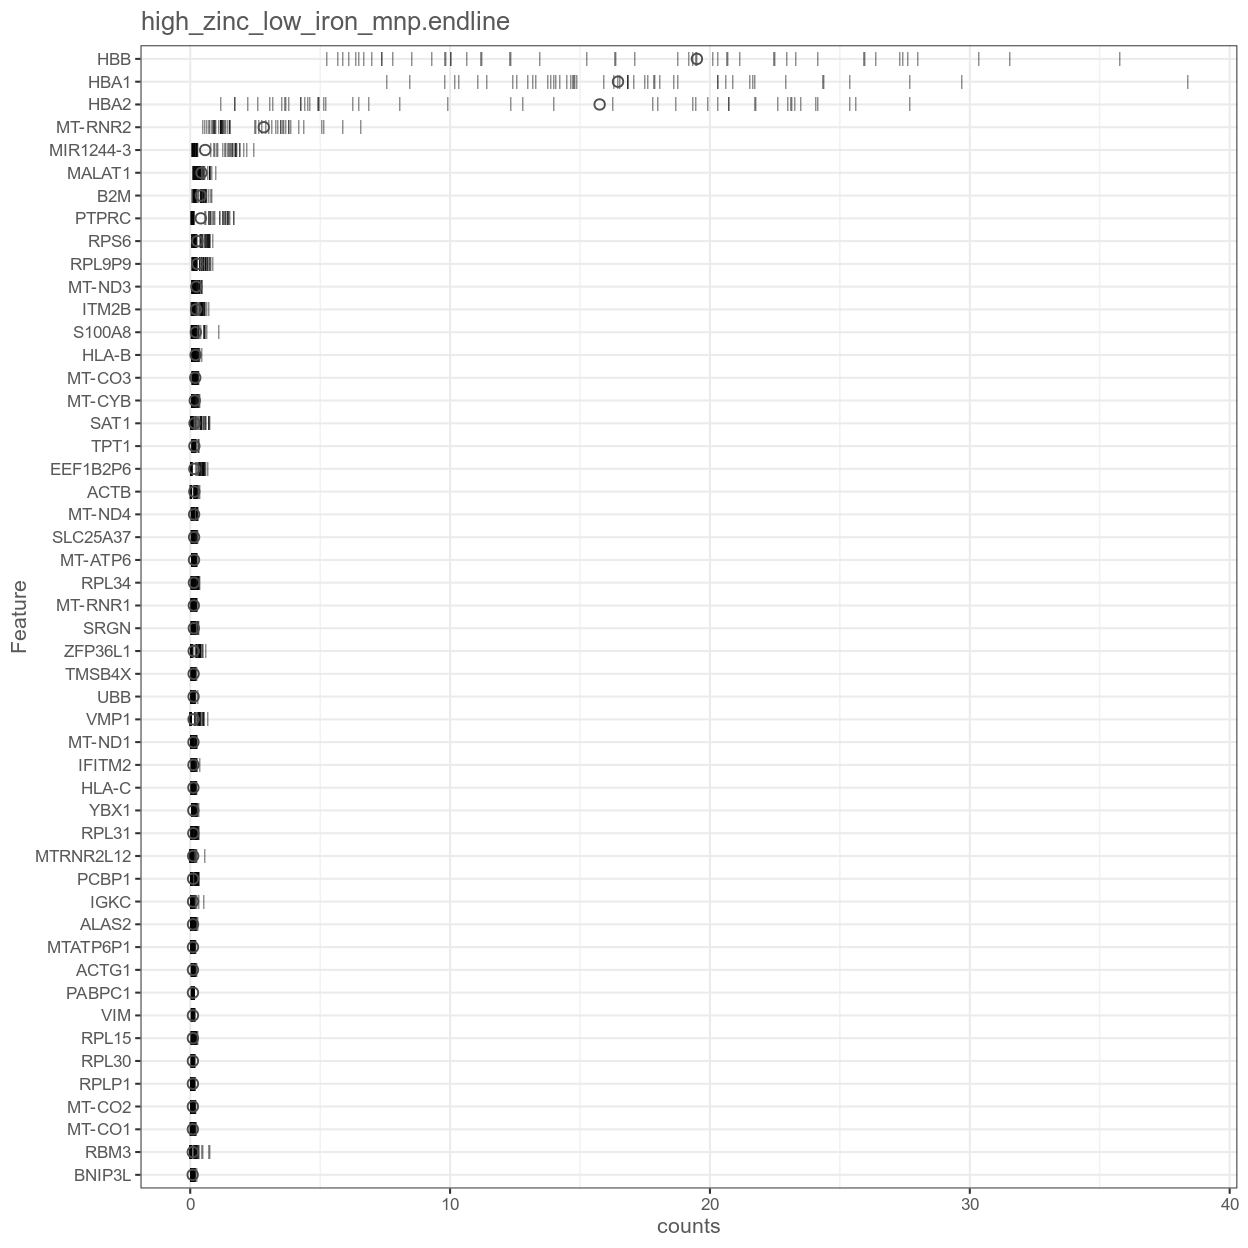 high_zinc_low_iron_mnp.endline
HBB
HBA1
HBA2
MT-RNR2
MIR1244-3
MALAT1
B2M
PTPRC
RPS6
RPL9P9
MT-ND3
ITM2B
S100A8
HLA-B
MT-CO3
MT-CYB
SAT1
TPT1
EEF1B2P6
ACTB
MT-ND4
SLC25A37
MT-ATP6
RPL34
MT-RNR1
SRGN
ZFP36L1
TMSB4X
UBB
VMP1
MT-ND1
IFITM2
HLA-C
YBX1
RPL31
MTRNR2L12
PCBP1
IGKC
ALAS2
MTATP6P1
ACTG1
PABPC1
VIM
RPL15
RPL30
RPLP1
MT-CO2
MT-CO1
RBM3
BNIP3L
Feature
0 10 20 30 40
counts